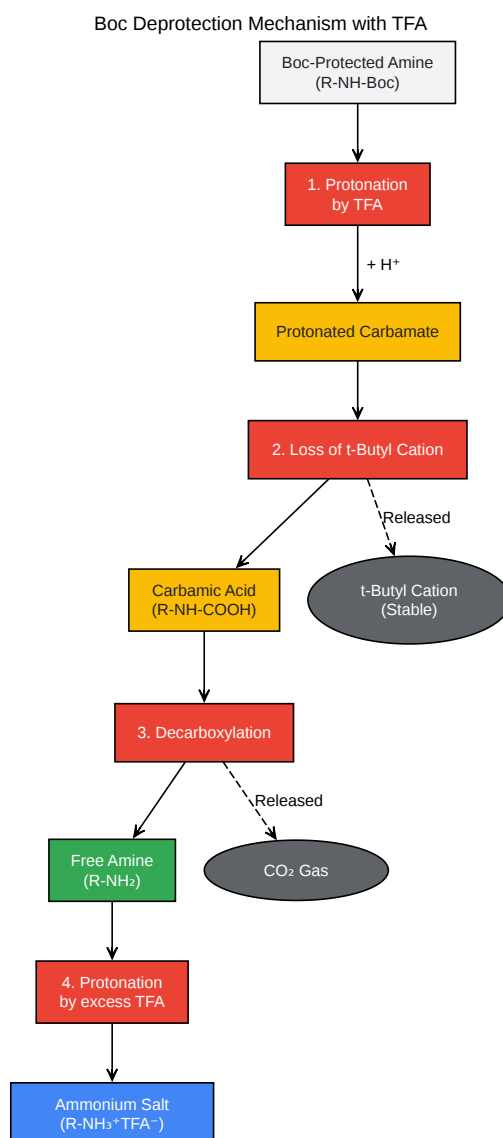 Boc Deprotection Mechanism with TFA
Boc-Protected Amine
(R-NH-Boc)
1. Protonation
by TFA
+ H⁺
Protonated Carbamate
2. Loss of t-Butyl Cation
Released
Carbamic Acid
(R-NH-COOH)
t-Butyl Cation
(Stable)
3. Decarboxylation
Released
Free Amine
(R-NH₂)
CO₂ Gas
4. Protonation
by excess TFA
Ammonium Salt
(R-NH₃⁺TFA⁻)